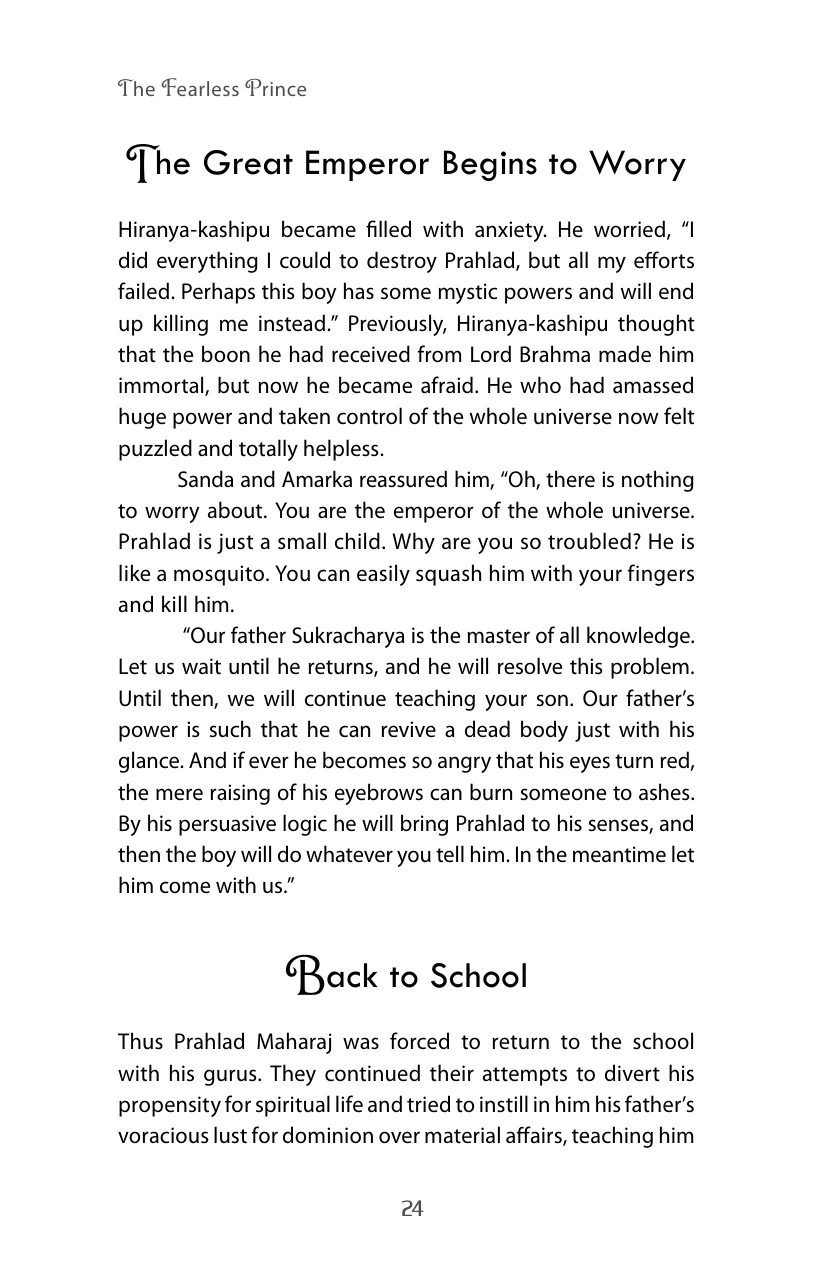 The Fearless Prince
The Great Emperor Begins to Worry
Hiranya-kashipu became filled with anxiety. He worried, “I
did everything I could to destroy Prahlad, but all my efforts
failed. Perhaps this boy has some mystic powers and will end
up killing me instead.” Previously, Hiranya-kashipu thought
that the boon he had received from Lord Brahma made him
immortal, but now he became afraid. He who had amassed
huge power and taken control of the whole universe now felt
puzzled and totally helpless.
Sanda and Amarka reassured him, “Oh, there is nothing
to worry about. You are the emperor of the whole universe.
Prahlad is just a small child. Why are you so troubled? He is
like a mosquito. You can easily squash him with your fingers
and kill him.
“Our father Sukracharya is the master of all knowledge.
Let us wait until he returns, and he will resolve this problem.
Until then, we will continue teaching your son. Our father’s
power is such that he can revive a dead body just with his
glance. And if ever he becomes so angry that his eyes turn red,
the mere raising of his eyebrows can burn someone to ashes.
By his persuasive logic he will bring Prahlad to his senses, and
then the boy will do whatever you tell him. In the meantime let
him come with us.”
Back to School
Thus Prahlad Maharaj was forced to return to the school
with his gurus. They continued their attempts to divert his
propensity for spiritual life and tried to instill in him his father’s
voracious lust for dominion over material affairs, teaching him
24